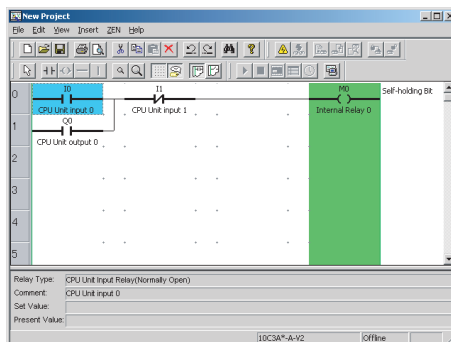 New Project
File Edit View Insert ZEN Help
0 I0 I1 M0 Self-holding Bit
CPU Unit input 0 CPU Unit input 1 Internal Relay 0
1 Q0
CPU Unit output 0
2
3
4
5
Relay Type: CPU Unit Input Relay(Normally Open)
Comment: CPU Unit input 0
Set Value:
Present Value:
10C3A*-A-V2 Offline